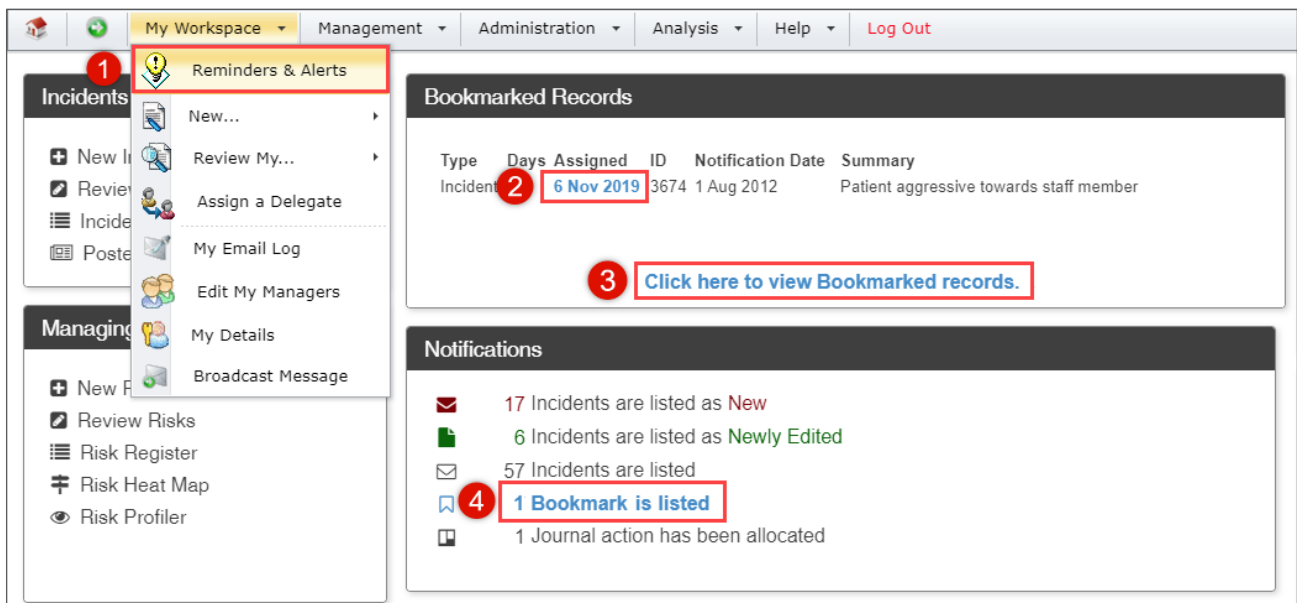 My Workspace Management Administration Analysis Help Log Out
1 Reminders & Alerts
New...
Review My...
Assign a Delegate
My Email Log
Edit My Managers
My Details
Broadcast Message
Incidents
New I
Review
Incide
Poste
Managing
New R
Review Risks
Risk Register
Risk Heat Map
Risk Profiler
Bookmarked Records
Type Days Assigned ID Notification Date Summary
Incident 2 6 Nov 2019 3674 1 Aug 2012 Patient aggressive towards staff member
3 Click here to view Bookmarked records.
Notifications
17 Incidents are listed as New
6 Incidents are listed as Newly Edited
57 Incidents are listed
4 1 Bookmark is listed
1 Journal action has been allocated